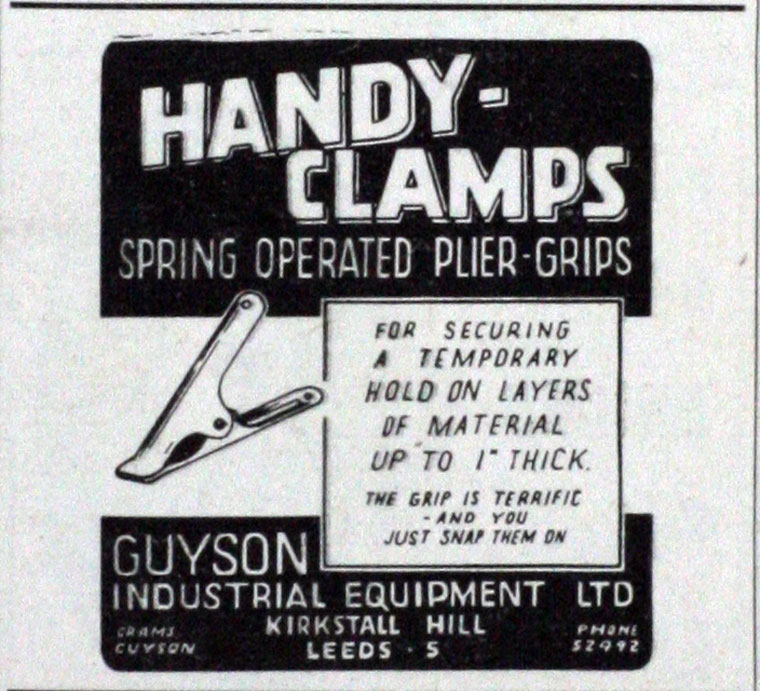 HANDY-
CLAMPS
SPRING OPERATED PLIER-GRIPS
FOR SECURING
A TEMPORARY
HOLD ON LAYERS
OF MATERIAL
UP TO 1" THICK.
THE GRIP IS TERRIFIC
- AND YOU
JUST SNAP THEM ON
GUYSON
INDUSTRIAL EQUIPMENT LTD
GRAMS
GUYSON
KIRKSTALL HILL
LEEDS · 5
PHONE
52992